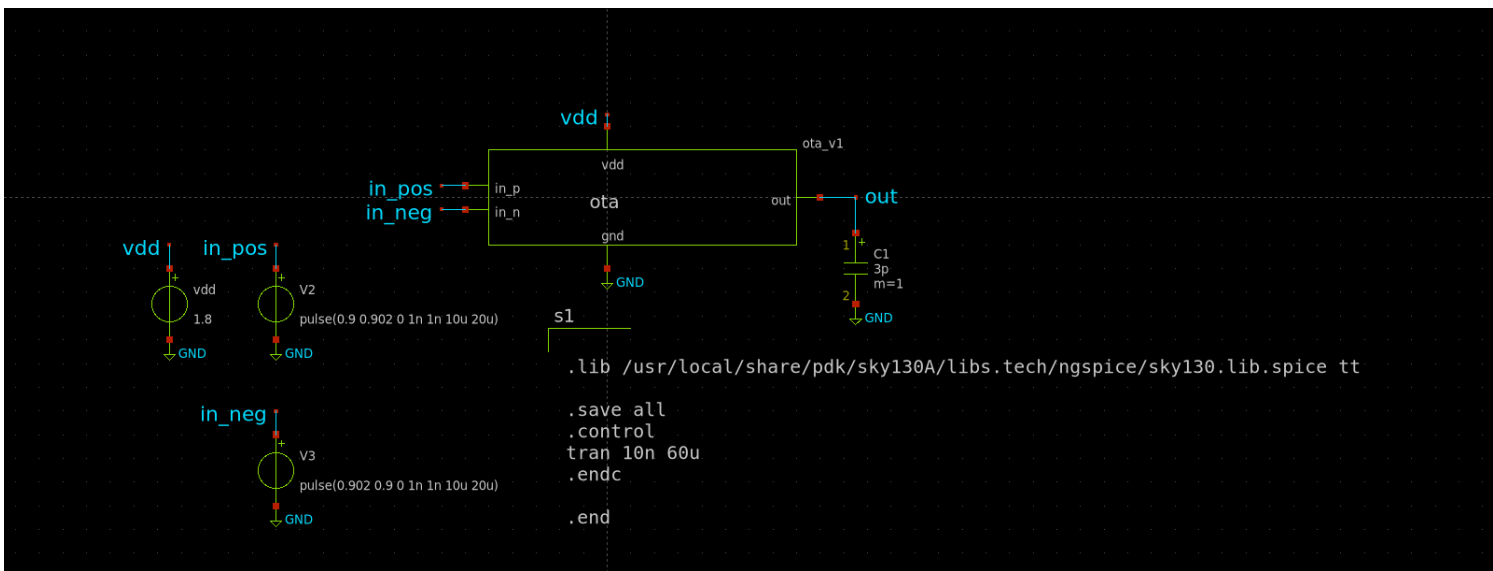 vdd
ota_v1
vdd
in_pos
in_p
ota
out
out
in_neg
in_n
gnd
vdd
in_pos
1
+
C1
3p
m=1
2
GND
GND
+
vdd
1.8
GND
+
V2
pulse(0.9 0.902 0 1n 1n 10u 20u)
GND
s1
.lib /usr/local/share/pdk/sky130A/libs.tech/ngspice/sky130.lib.spice tt
.save all
.control
tran 10n 60u
.endc
.end
in_neg
+
V3
pulse(0.902 0.9 0 1n 1n 10u 20u)
GND